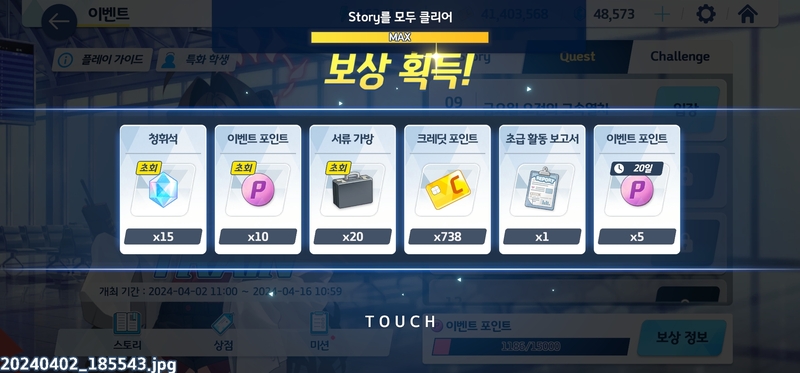 이벤트
Story를 모두 클리어
41,403,568
48,573
MAX
플레이 가이드
특화 학생
보상 획득!
Quest
Challenge
09
입장
청휘석
이벤트 포인트
서류 가방
크레딧 포인트
초급 활동 보고서
이벤트 포인트
초회
초회
초회
20일
x15
x10
x20
x738
x1
x5
개최 기간 : 2024-04-02 11:00 ~ 2024-04-16 10:59
TOUCH
스토리
상점
미션
이벤트 포인트
1186/15000
보상 정보
20240402_185543.jpg